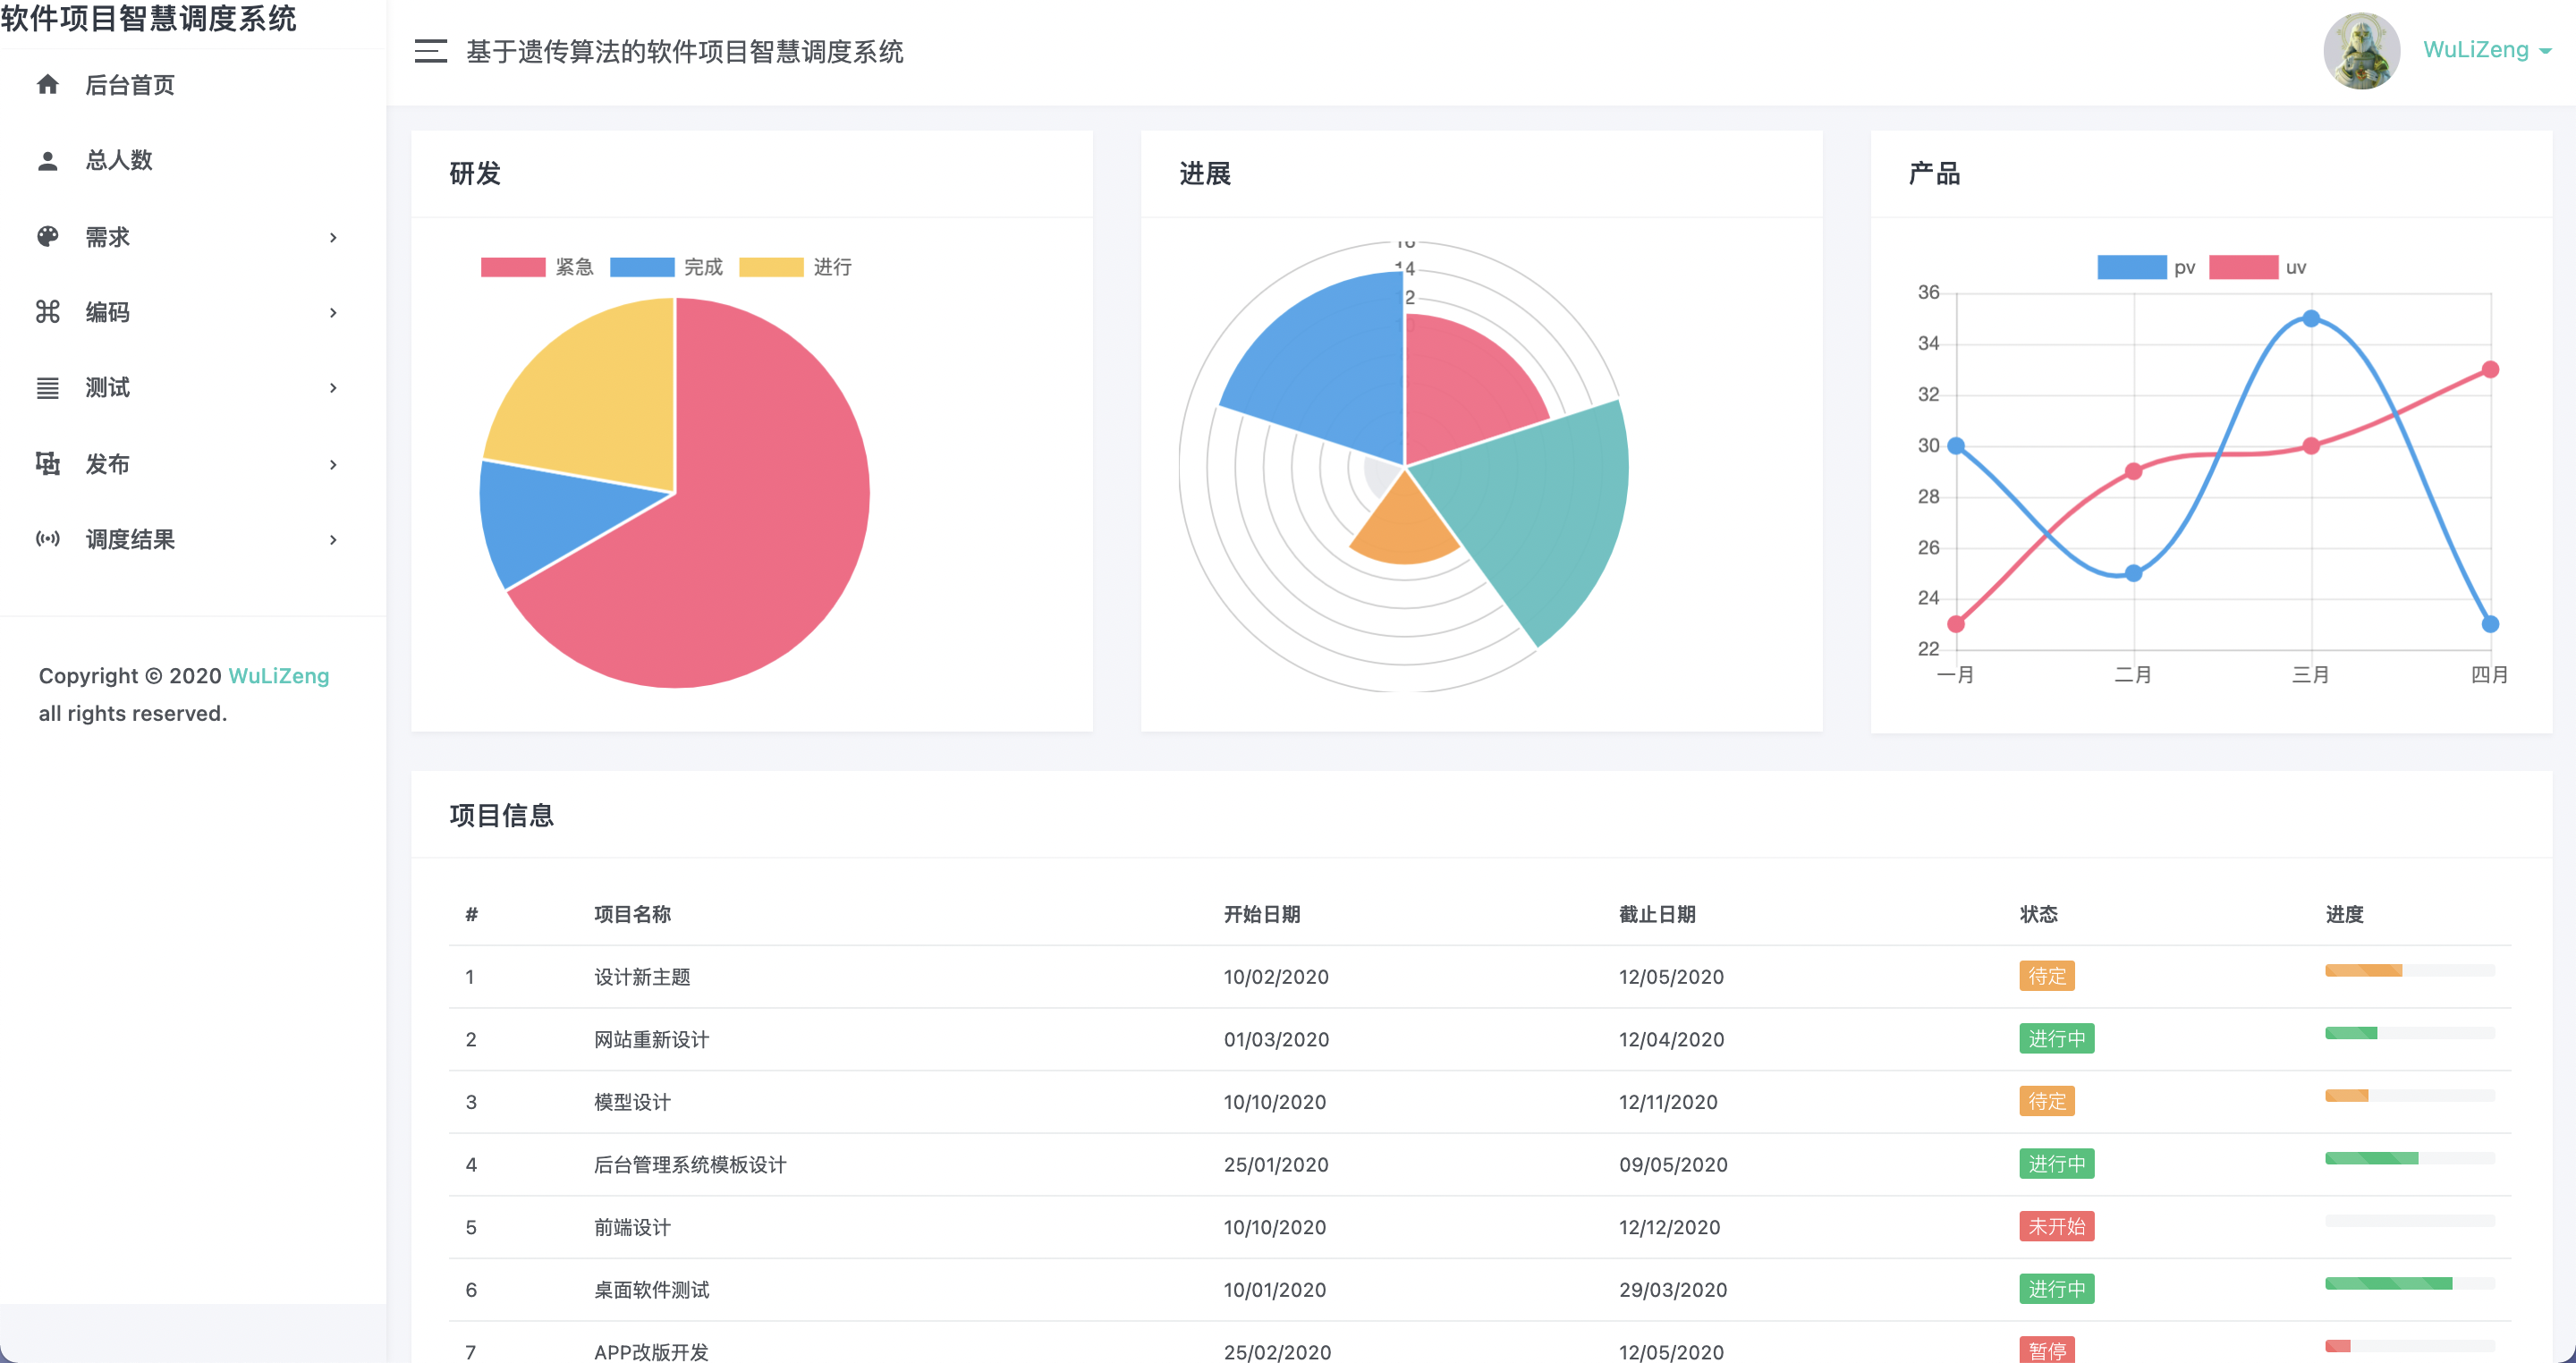 软件项目智慧调度系统
后台首页
总人数
需求
编码
测试
发布
调度结果
Copyright © 2020 WuLiZeng
all rights reserved.
基于遗传算法的软件项目智慧调度系统
WuLiZeng
研发
紧急 完成 进行
进展
16
14
12
10
产品
pv uv
36
34
32
30
28
26
24
22
一月 二月 三月 四月
项目信息
# 项目名称 开始日期 截止日期 状态 进度
1 设计新主题 10/02/2020 12/05/2020 待定
2 网站重新设计 01/03/2020 12/04/2020 进行中
3 模型设计 10/10/2020 12/11/2020 待定
4 后台管理系统模板设计 25/01/2020 09/05/2020 进行中
5 前端设计 10/10/2020 12/12/2020 未开始
6 桌面软件测试 10/01/2020 29/03/2020 进行中
7 APP改版开发 25/02/2020 12/05/2020 暂停